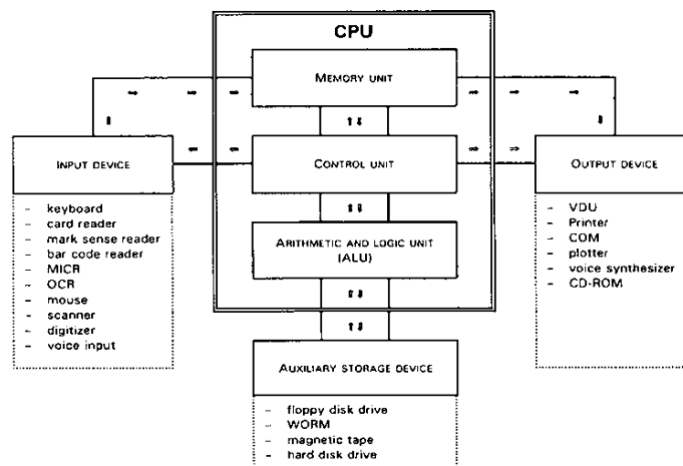 CPU
MEMORY UNIT
INPUT DEVICE
CONTROL UNIT
OUTPUT DEVICE
- keyboard
- card reader
- mark sense reader
- bar code reader
- MICR
- OCR
- mouse
- scanner
- digitizer
- voice input
ARITHMETIC AND LOGIC UNIT
(ALU)
- VDU
- Printer
- COM
- plotter
- voice synthesizer
- CD-ROM
AUXILIARY STORAGE DEVICE
- floppy disk drive
- WORM
- magnetic tape
- hard disk drive